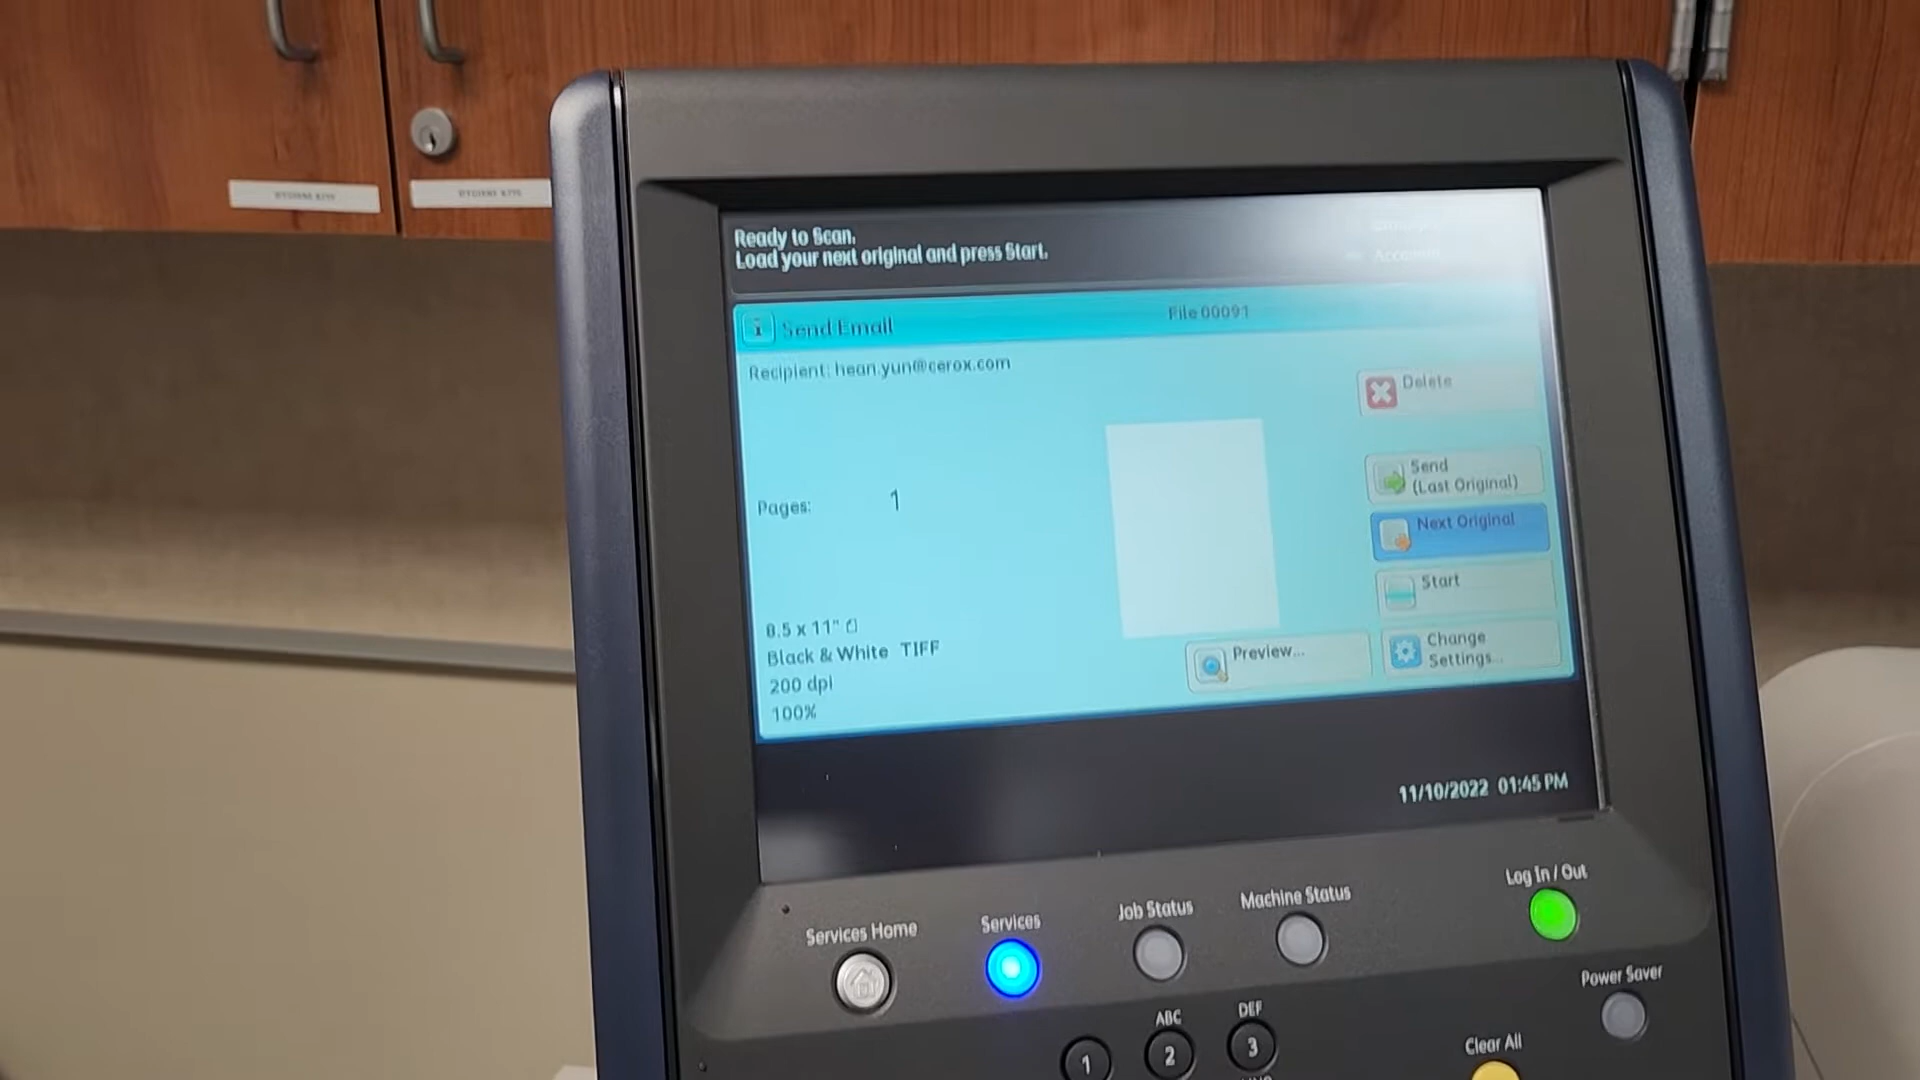 Ready to Scan.
Load your next original and press Start.
Send Email
File 00091
Recipient: hean.yun@cerox.com
Delete
Pages: 1
Send
(Last Original)
Next Original
Start
8.5 x 11"
Black & White TIFF
200 dpi
100%
Preview...
Change
Settings...
11/10/2022 01:45 PM
Services Home
Services
Job Status
Machine Status
Log In / Out
Power Saver
ABC
DEF
1
2
3
Clear All